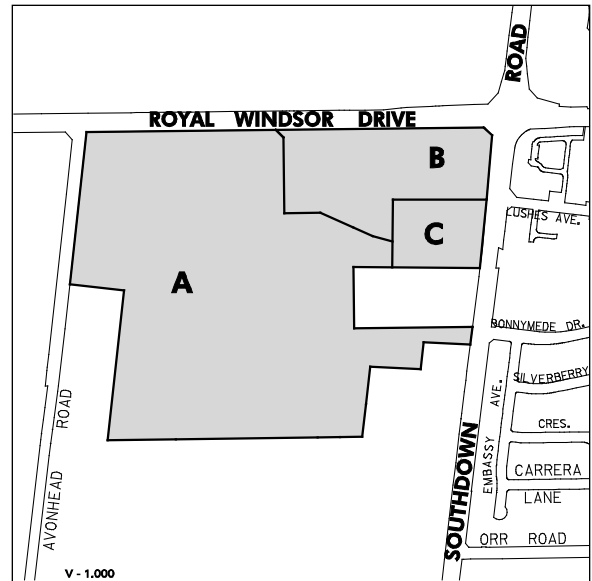 ROAD
ROYAL WINDSOR DRIVE
B
LUSHES AVE.
C
A
BONNYMEDE DR.
SILVERBERRY
EMBASSY AVE.
AVONHEAD ROAD
CRES.
SOUTHDOWN
CARRERA
LANE
ORR ROAD
V - 1.000